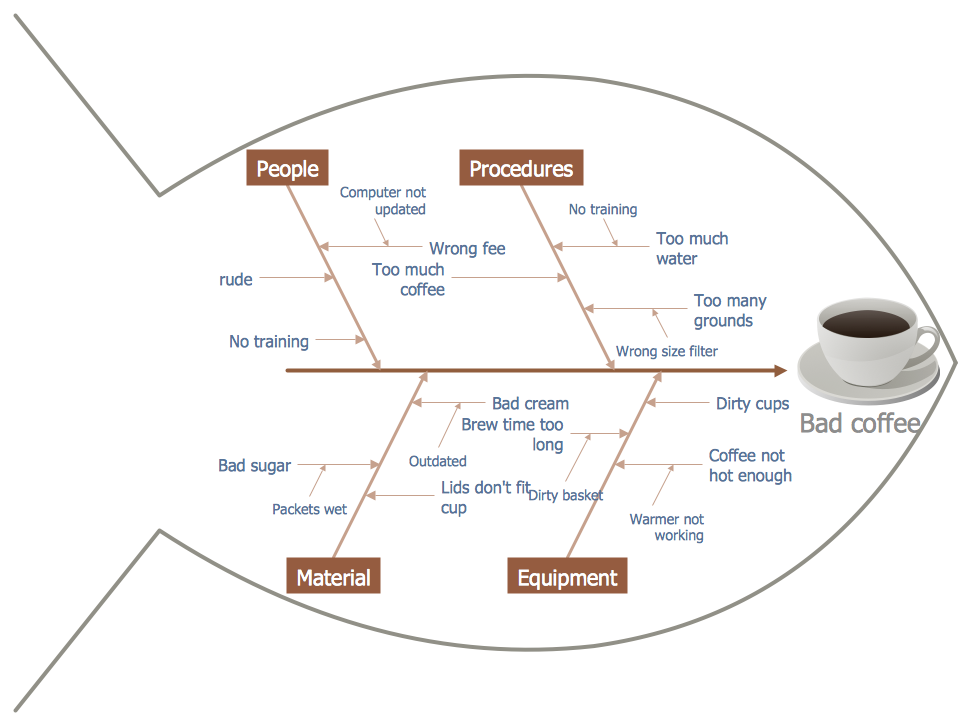 People
Procedures
Computer not
updated
Wrong fee
rude
No training
No training
Too much
water
Too much
coffee
Too many
grounds
Wrong size filter
Bad coffee
Bad cream
Outdated
Bad sugar
Packets wet
Lids don't fit
cup
Dirty cups
Brew time too
long
Dirty basket
Coffee not
hot enough
Warmer not
working
Material
Equipment